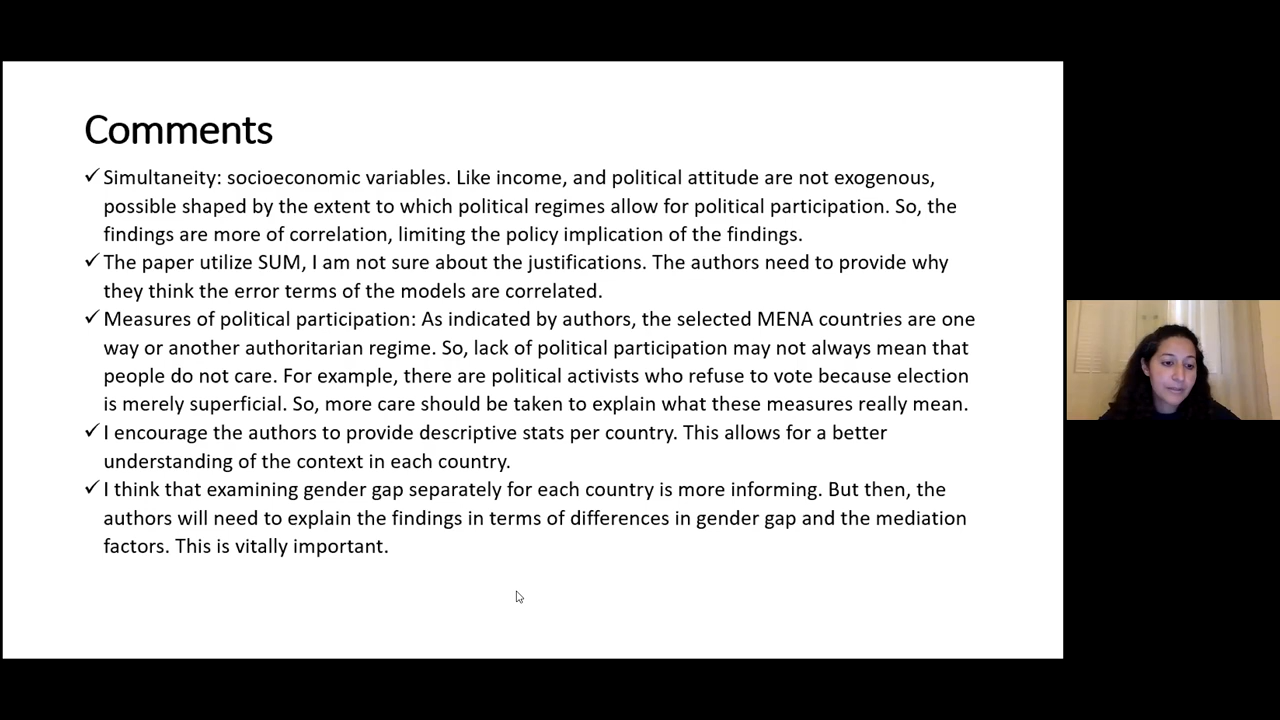 Comments
✓ Simultaneity: socioeconomic variables. Like income, and political attitude are not exogenous,
possible shaped by the extent to which political regimes allow for political participation. So, the
findings are more of correlation, limiting the policy implication of the findings.
✓ The paper utilize SUM, I am not sure about the justifications. The authors need to provide why
they think the error terms of the models are correlated.
✓ Measures of political participation: As indicated by authors, the selected MENA countries are one
way or another authoritarian regime. So, lack of political participation may not always mean that
people do not care. For example, there are political activists who refuse to vote because election
is merely superficial. So, more care should be taken to explain what these measures really mean.
✓ I encourage the authors to provide descriptive stats per country. This allows for a better
understanding of the context in each country.
✓ I think that examining gender gap separately for each country is more informing. But then, the
authors will need to explain the findings in terms of differences in gender gap and the mediation
factors. This is vitally important.